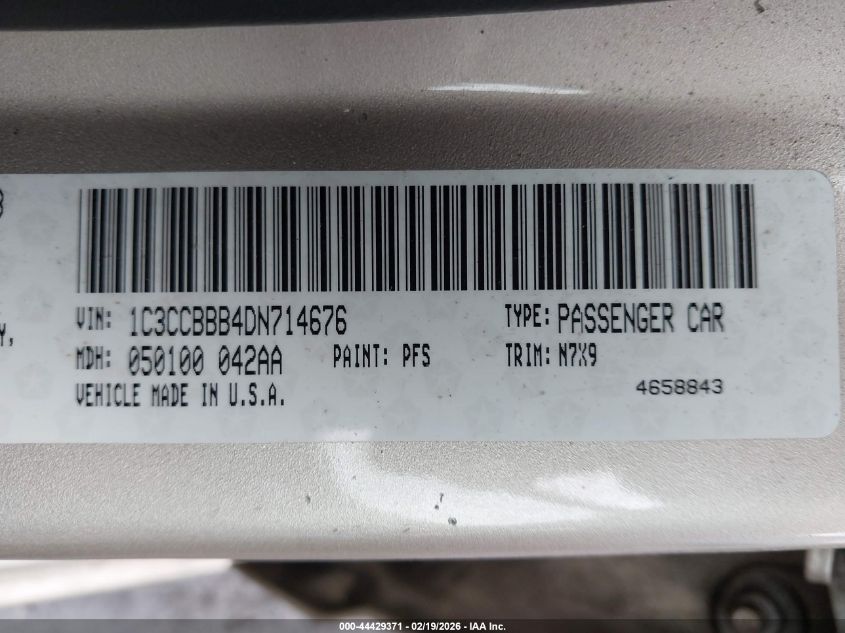 3
Y,
VIN: 1C3CCBBB4DN714676 TYPE: PASSENGER CAR
MDH: 050100 042AA PAINT: PFS TRIM: N7X9
VEHICLE MADE IN U.S.A. 4658843
000-44429371 - 02/19/2026 - IAA Inc.